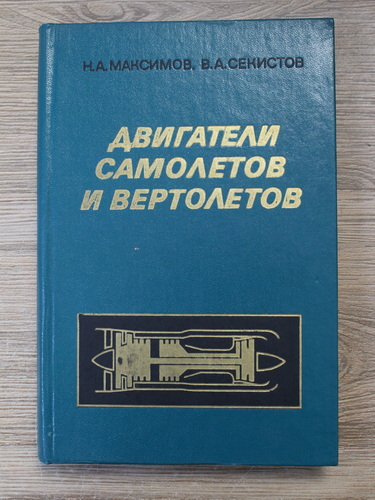 Н.А.МАКСИМОВ, В.А.СЕКИСТОВ
ДВИГАТЕЛИ
САМОЛЕТОВ
И ВЕРТОЛЕТОВ